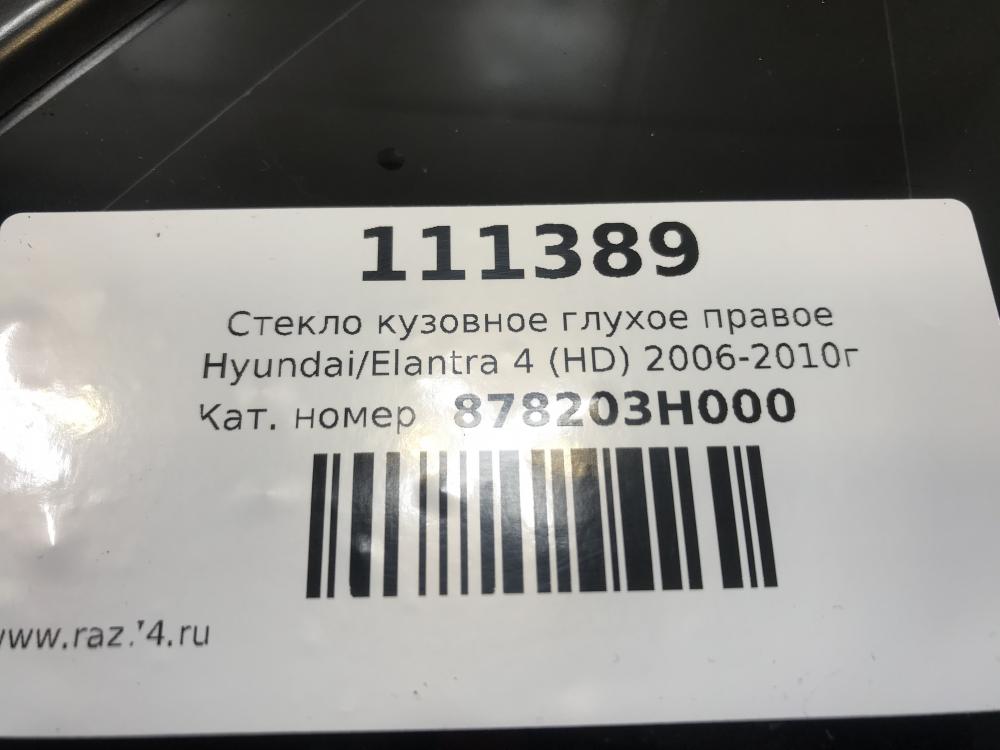 111389
Стекло кузовное глухое правое
Hyundai/Elantra 4 (HD) 2006-2010г
Кат. номер 878203H000